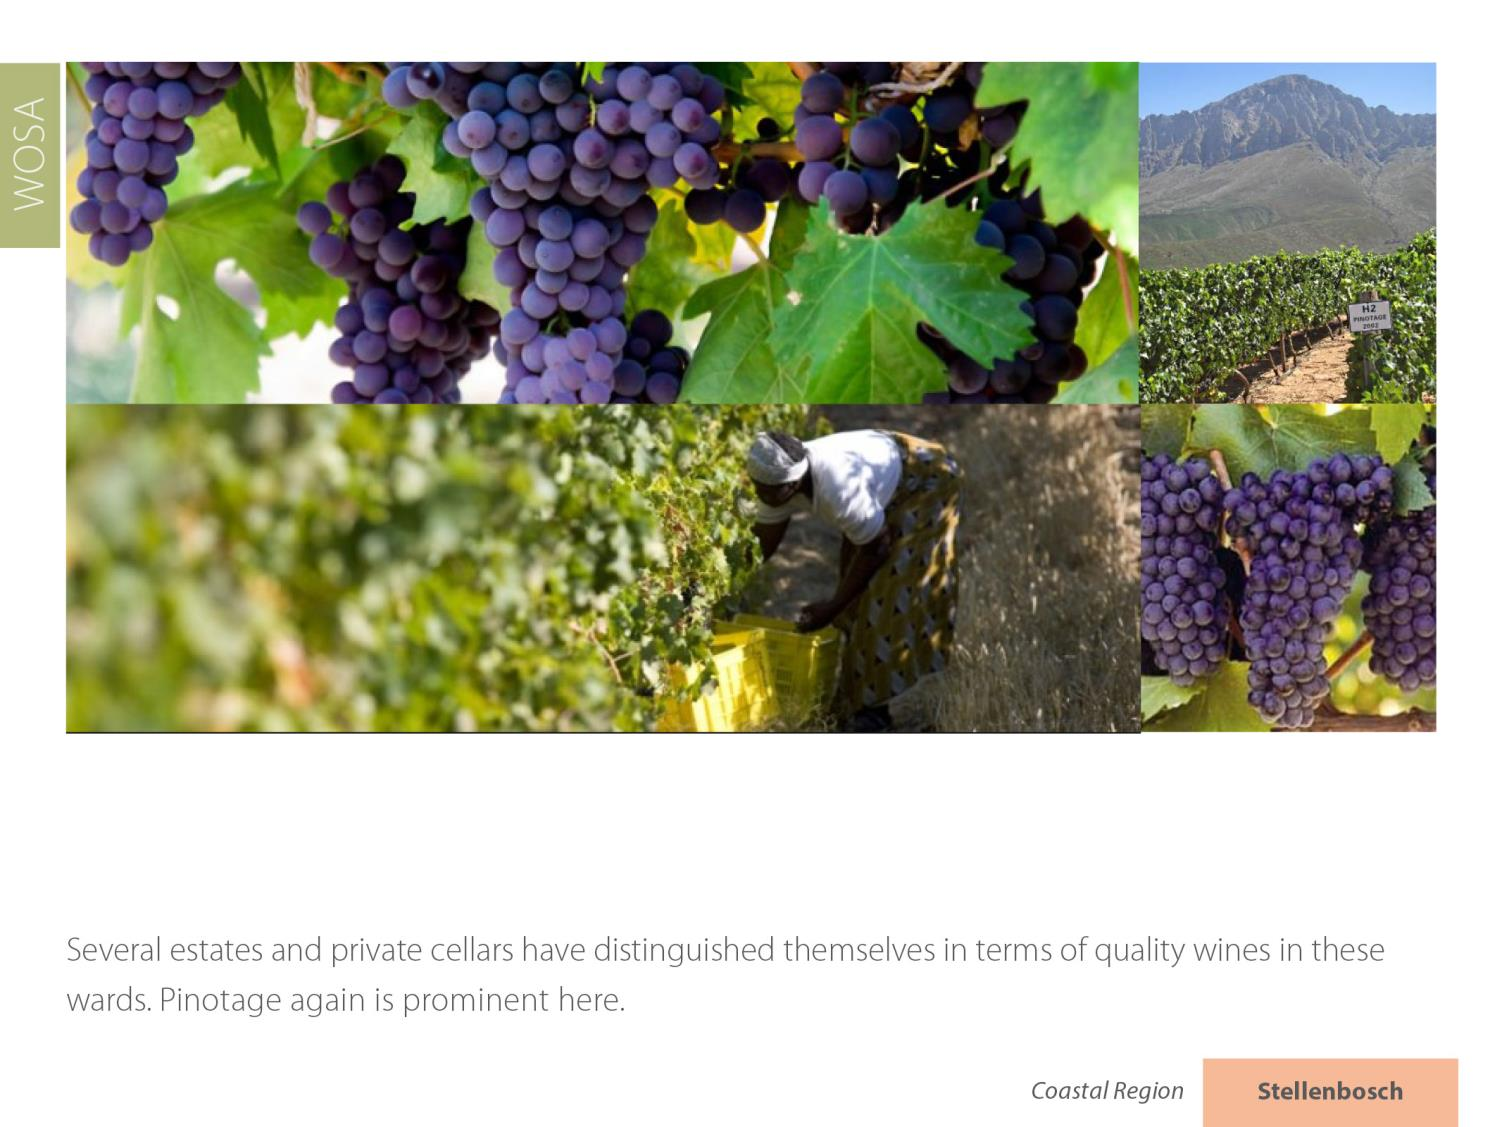 WOSA
H2
PINOTAGE
2002
Several estates and private cellars have distinguished themselves in terms of quality wines in these
wards. Pinotage again is prominent here.
Coastal Region
Stellenbosch